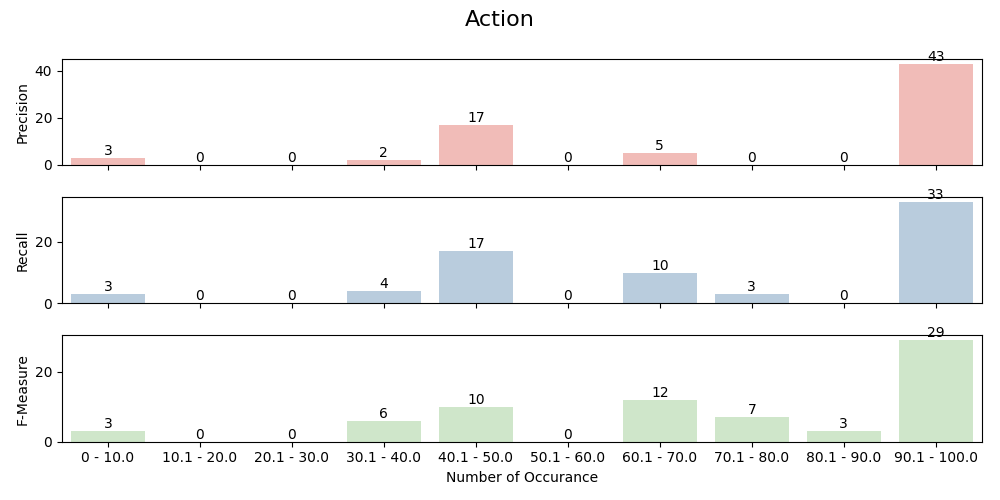 Action
Precision
40
20
0
3 0 0 2 17 0 5 0 0 43
Recall
20
0
3 0 0 4 17 0 10 3 0 33
F-Measure
20
0
3 0 0 6 10 0 12 7 3 29
0 - 10.0 10.1 - 20.0 20.1 - 30.0 30.1 - 40.0 40.1 - 50.0 50.1 - 60.0 60.1 - 70.0 70.1 - 80.0 80.1 - 90.0 90.1 - 100.0
Number of Occurance